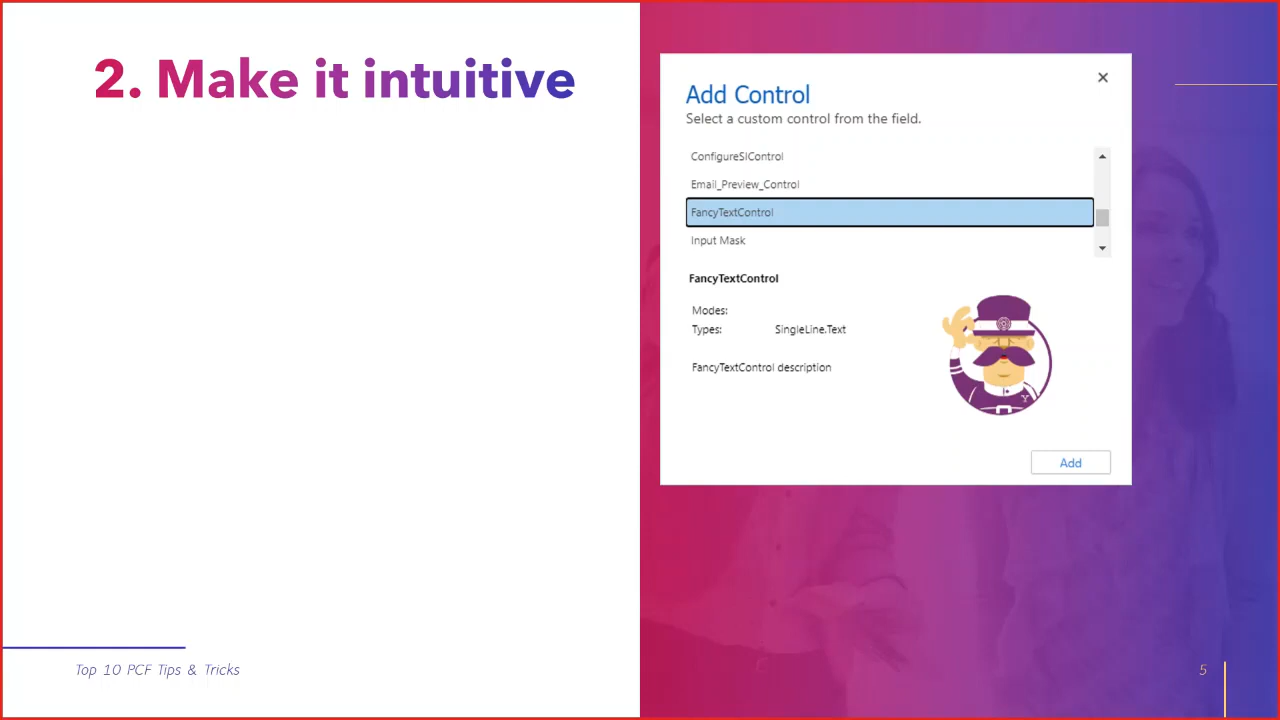 2. Make it intuitive
Add Control
Select a custom control from the field.
ConfigureSIControl
Email_Preview_Control
FancyTextControl
Input Mask
FancyTextControl
Modes:
Types: SingleLine.Text
FancyTextControl description
Add
Top 10 PCF Tips & Tricks
5